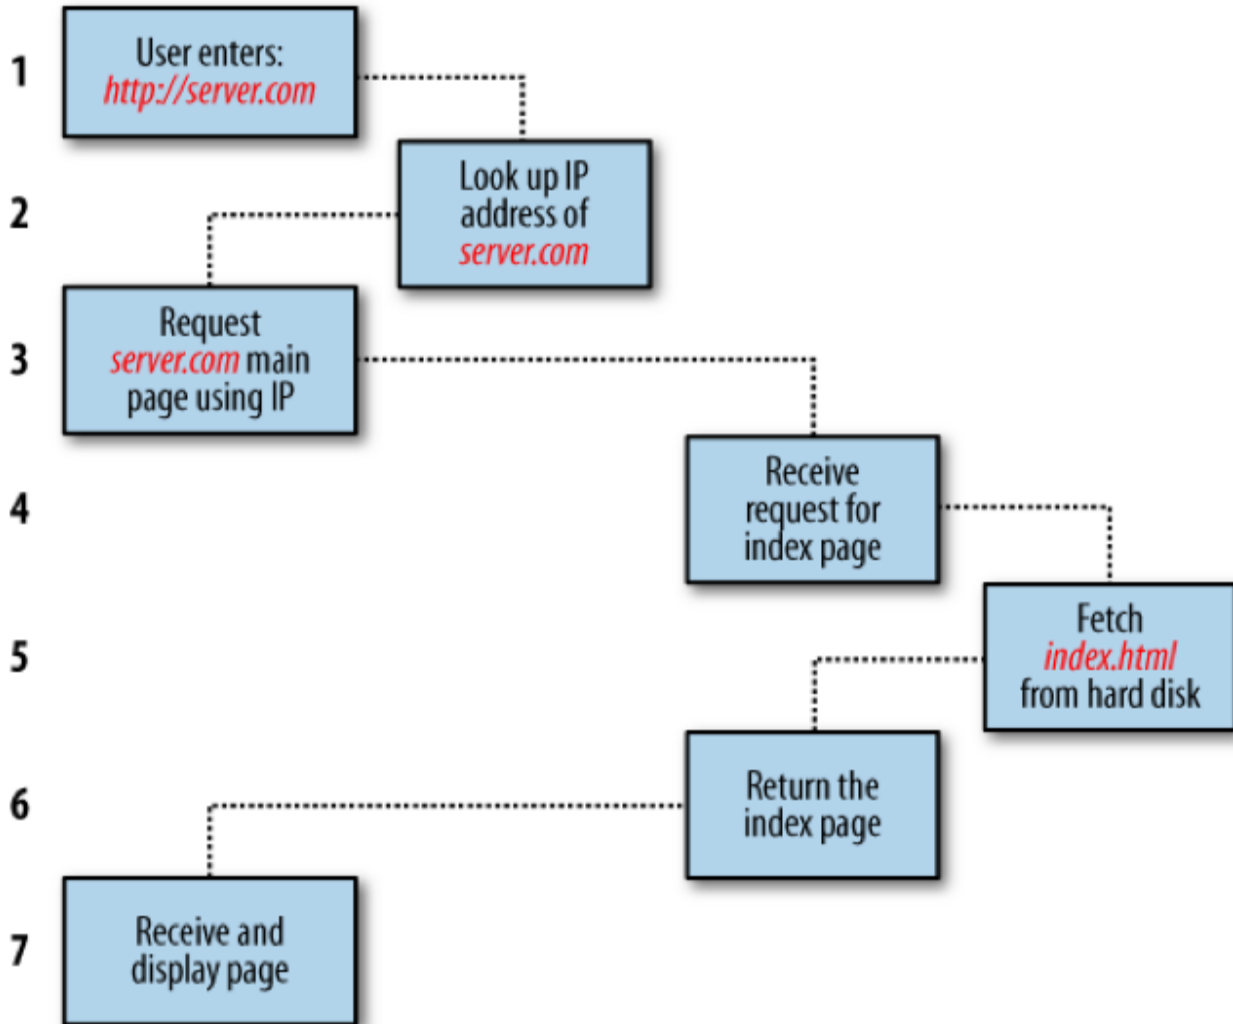 1
User enters:
http://server.com
2
Look up IP
address of
server.com
3
Request
server.com main
page using IP
4
Receive
request for
index page
5
Fetch
index.html
from hard disk
6
Return the
index page
7
Receive and
display page